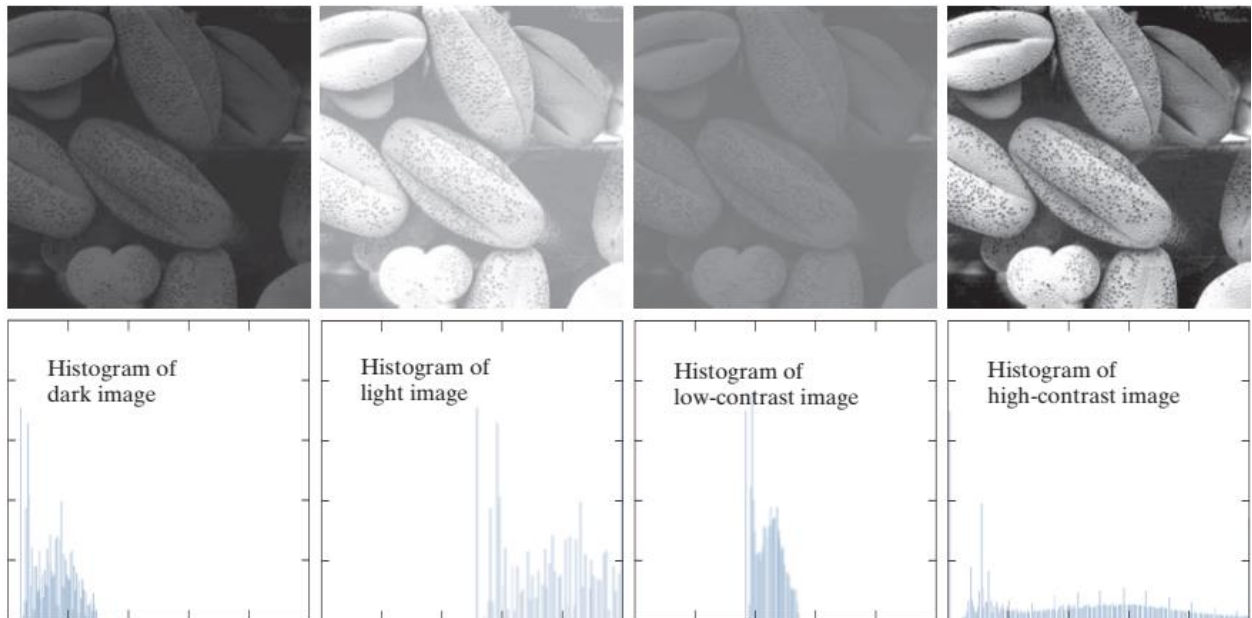 Histogram of
dark image
Histogram of
light image
Histogram of
low-contrast image
Histogram of
high-contrast image